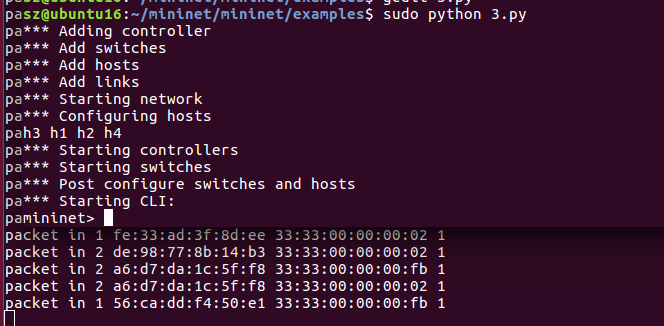 pasz@ubuntu16:~/mininet/mininet/examples$ sudo python 3.py
pa*** Adding controller
pa*** Add switches
pa*** Add hosts
pa*** Add links
pa*** Starting network
pa*** Configuring hosts
pah3 h1 h2 h4
pa*** Starting controllers
pa*** Starting switches
pa*** Post configure switches and hosts
pa*** Starting CLI:
pamininet>
packet in 1 fe:33:ad:3f:8d:ee 33:33:00:00:00:02 1
packet in 2 de:98:77:8b:14:b3 33:33:00:00:00:02 1
packet in 2 a6:d7:da:1c:5f:f8 33:33:00:00:00:fb 1
packet in 2 a6:d7:da:1c:5f:f8 33:33:00:00:00:fb 1
packet in 1 56:ca:dd:f4:50:e1 33:33:00:00:00:fb 1